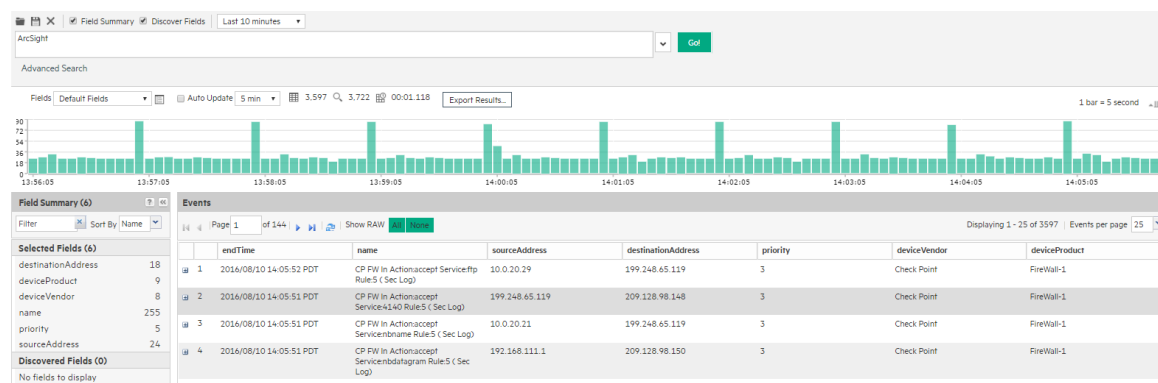 Field Summary Discover Fields Last 10 minutes
ArcSight
Go!
Advanced Search
Fields Default Fields Auto Update 5 min 3,597 3,722 00:01.118 Export Results...
1 bar = 5 second
90
72
54
36
18
0
13:56:05 13:57:05 13:58:05 13:59:05 14:00:05 14:01:05 14:02:05 14:03:05 14:04:05 14:05:05
Field Summary (6) ? «
Filter Sort By Name
Selected Fields (6)
destinationAddress 18
deviceProduct 9
deviceVendor 8
name 255
priority 5
sourceAddress 24
Discovered Fields (0)
No fields to display
Events
Page 1 of 144 Show RAW All None Displaying 1 - 25 of 3597 Events per page 25
endTime name sourceAddress destinationAddress priority deviceVendor deviceProduct
1 2016/08/10 14:05:52 PDT CP FW In Action:accept Service:ftp 10.0.20.29 199.248.65.119 3 Check Point FireWall-1
Rule:5 ( Sec Log)
2 2016/08/10 14:05:51 PDT CP FW In Action:accept 199.248.65.119 209.128.98.148 3 Check Point FireWall-1
Service:4140 Rule:5 ( Sec Log)
3 2016/08/10 14:05:51 PDT CP FW In Action:accept 10.0.20.21 199.248.65.119 3 Check Point FireWall-1
Service:nbname Rule:5 ( Sec Log)
4 2016/08/10 14:05:51 PDT CP FW In Action:accept 192.168.111.1 209.128.98.150 3 Check Point FireWall-1
Service:nbdatagram Rule:5 ( Sec
Log)